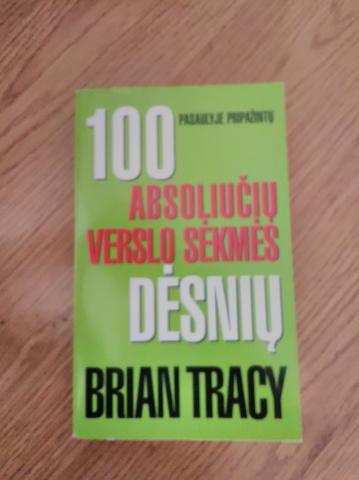 100 PASAULYJE PRIPAŽINTŲ
ABSOLIUČIŲ
VERSLO SĖKMĖS
DĖSNIŲ
BRIAN TRACY